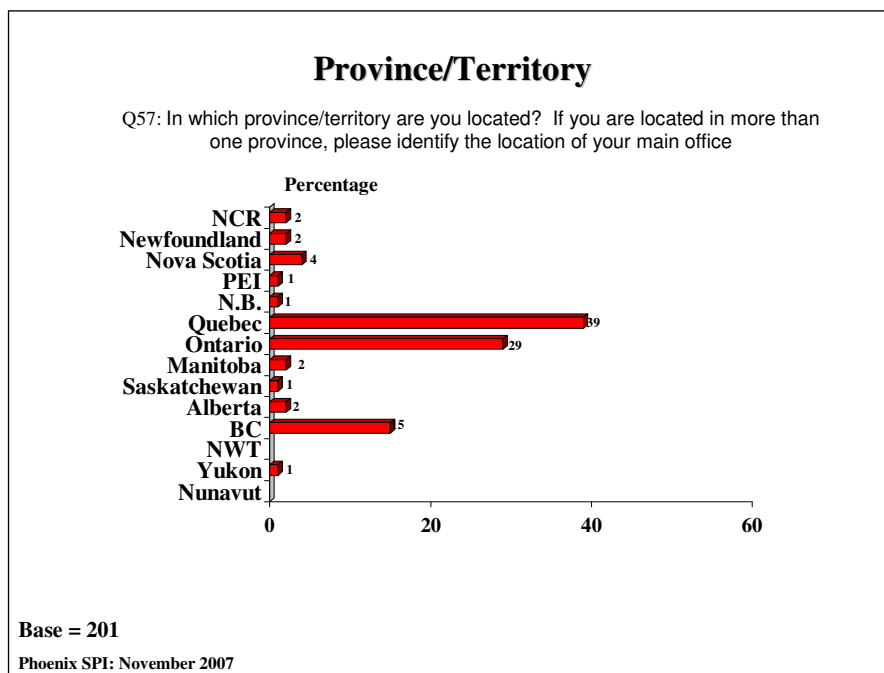 Province/Territory
Q57: In which province/territory are you located? If you are located in more than
one province, please identify the location of your main office
Percentage
NCR 2
Newfoundland 2
Nova Scotia 4
PEI 1
N.B. 1
Quebec 39
Ontario 29
Manitoba 2
Saskatchewan 1
Alberta 2
BC 15
NWT
Yukon 1
Nunavut
0 20 40 60
Base = 201
Phoenix SPI: November 2007